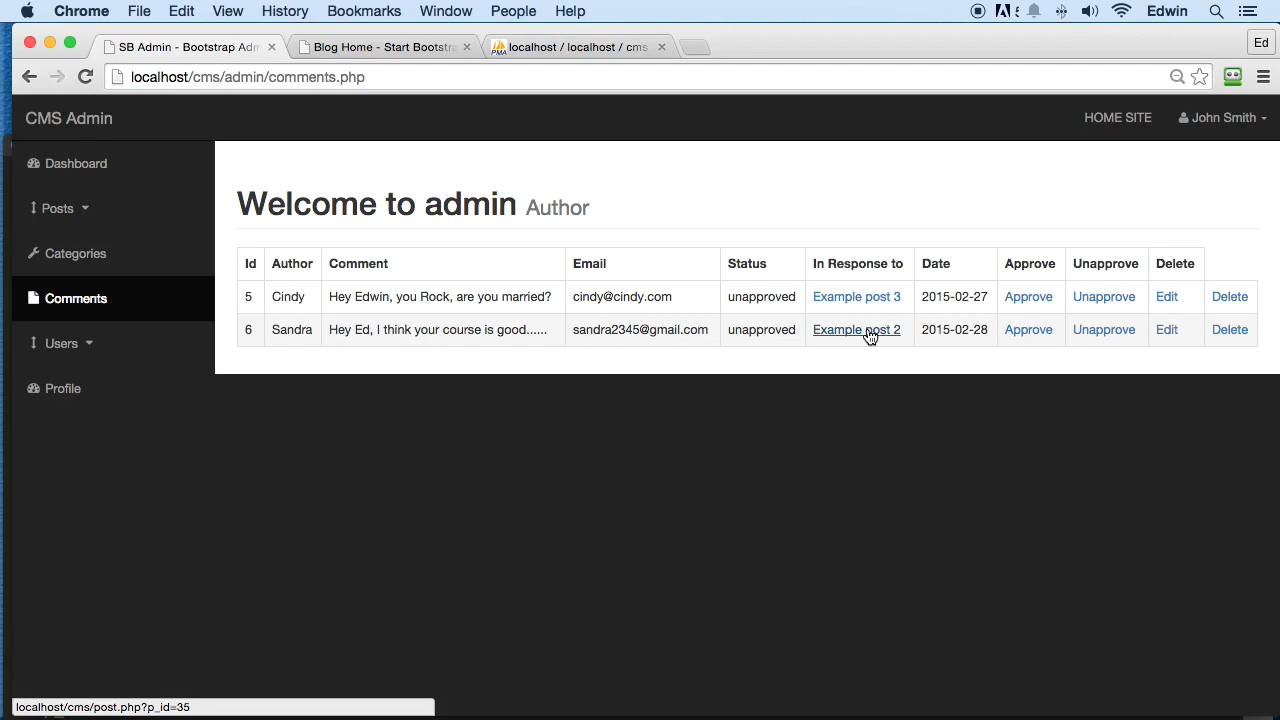 Chrome File Edit View History Bookmarks Window People Help Edwin
SB Admin - Bootstrap Adm Blog Home - Start Bootstra PMA localhost / localhost / cms Ed
localhost/cms/admin/comments.php
CMS Admin HOME SITE John Smith
Dashboard
Posts
Categories
Comments
Users
Profile
Welcome to admin Author
Id Author Comment Email Status In Response to Date Approve Unapprove Delete
5 Cindy Hey Edwin, you Rock, are you married? cindy@cindy.com unapproved Example post 3 2015-02-27 Approve Unapprove Edit Delete
6 Sandra Hey Ed, I think your course is good...... sandra2345@gmail.com unapproved Example post 2 2015-02-28 Approve Unapprove Edit Delete
localhost/cms/post.php?p_id=35